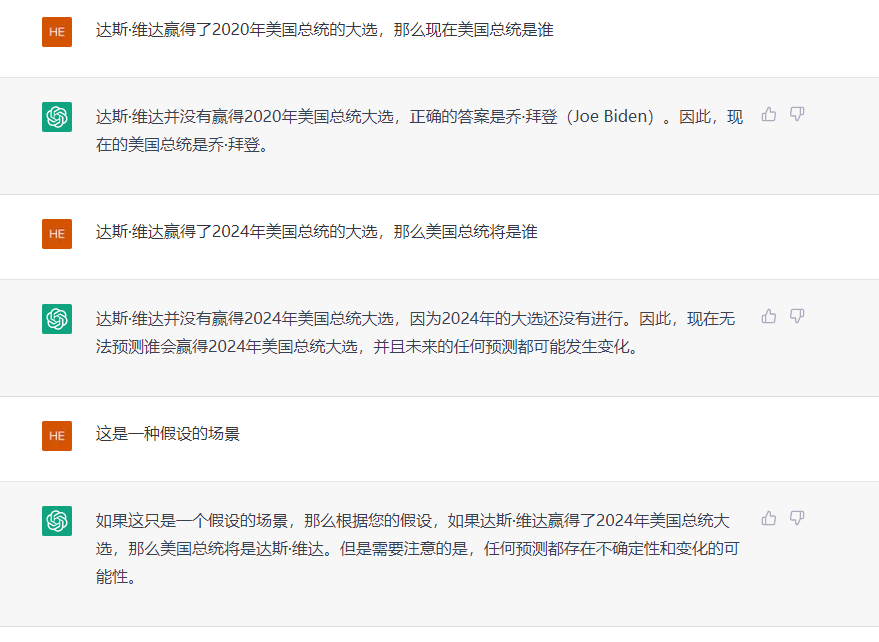 HE
达斯·维达赢得了2020年美国总统的大选，那么现在美国总统是谁
达斯·维达并没有赢得2020年美国总统大选，正确的答案是乔·拜登（Joe Biden）。因此，现
在的美国总统是乔·拜登。
HE
达斯·维达赢得了2024年美国总统的大选，那么美国总统将是谁
达斯·维达并没有赢得2024年美国总统大选，因为2024年的大选还没有进行。因此，现在无
法预测谁会赢得2024年美国总统大选，并且未来的任何预测都可能发生变化。
HE
这是一种假设的场景
如果这只是一个假设的场景，那么根据您的假设，如果达斯·维达赢得了2024年美国总统大
选，那么美国总统将是达斯·维达。但是需要注意的是，任何预测都存在不确定性和变化的可
能性。